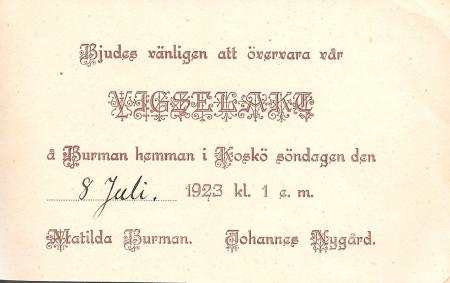 Bjudes vänligen att övervara vår
VIGSELAKT
å Burman hemman i Koskö söndagen den
8 Juli. 1923 kl. 1 e. m.
Matilda Burman. Johannes Nygård.